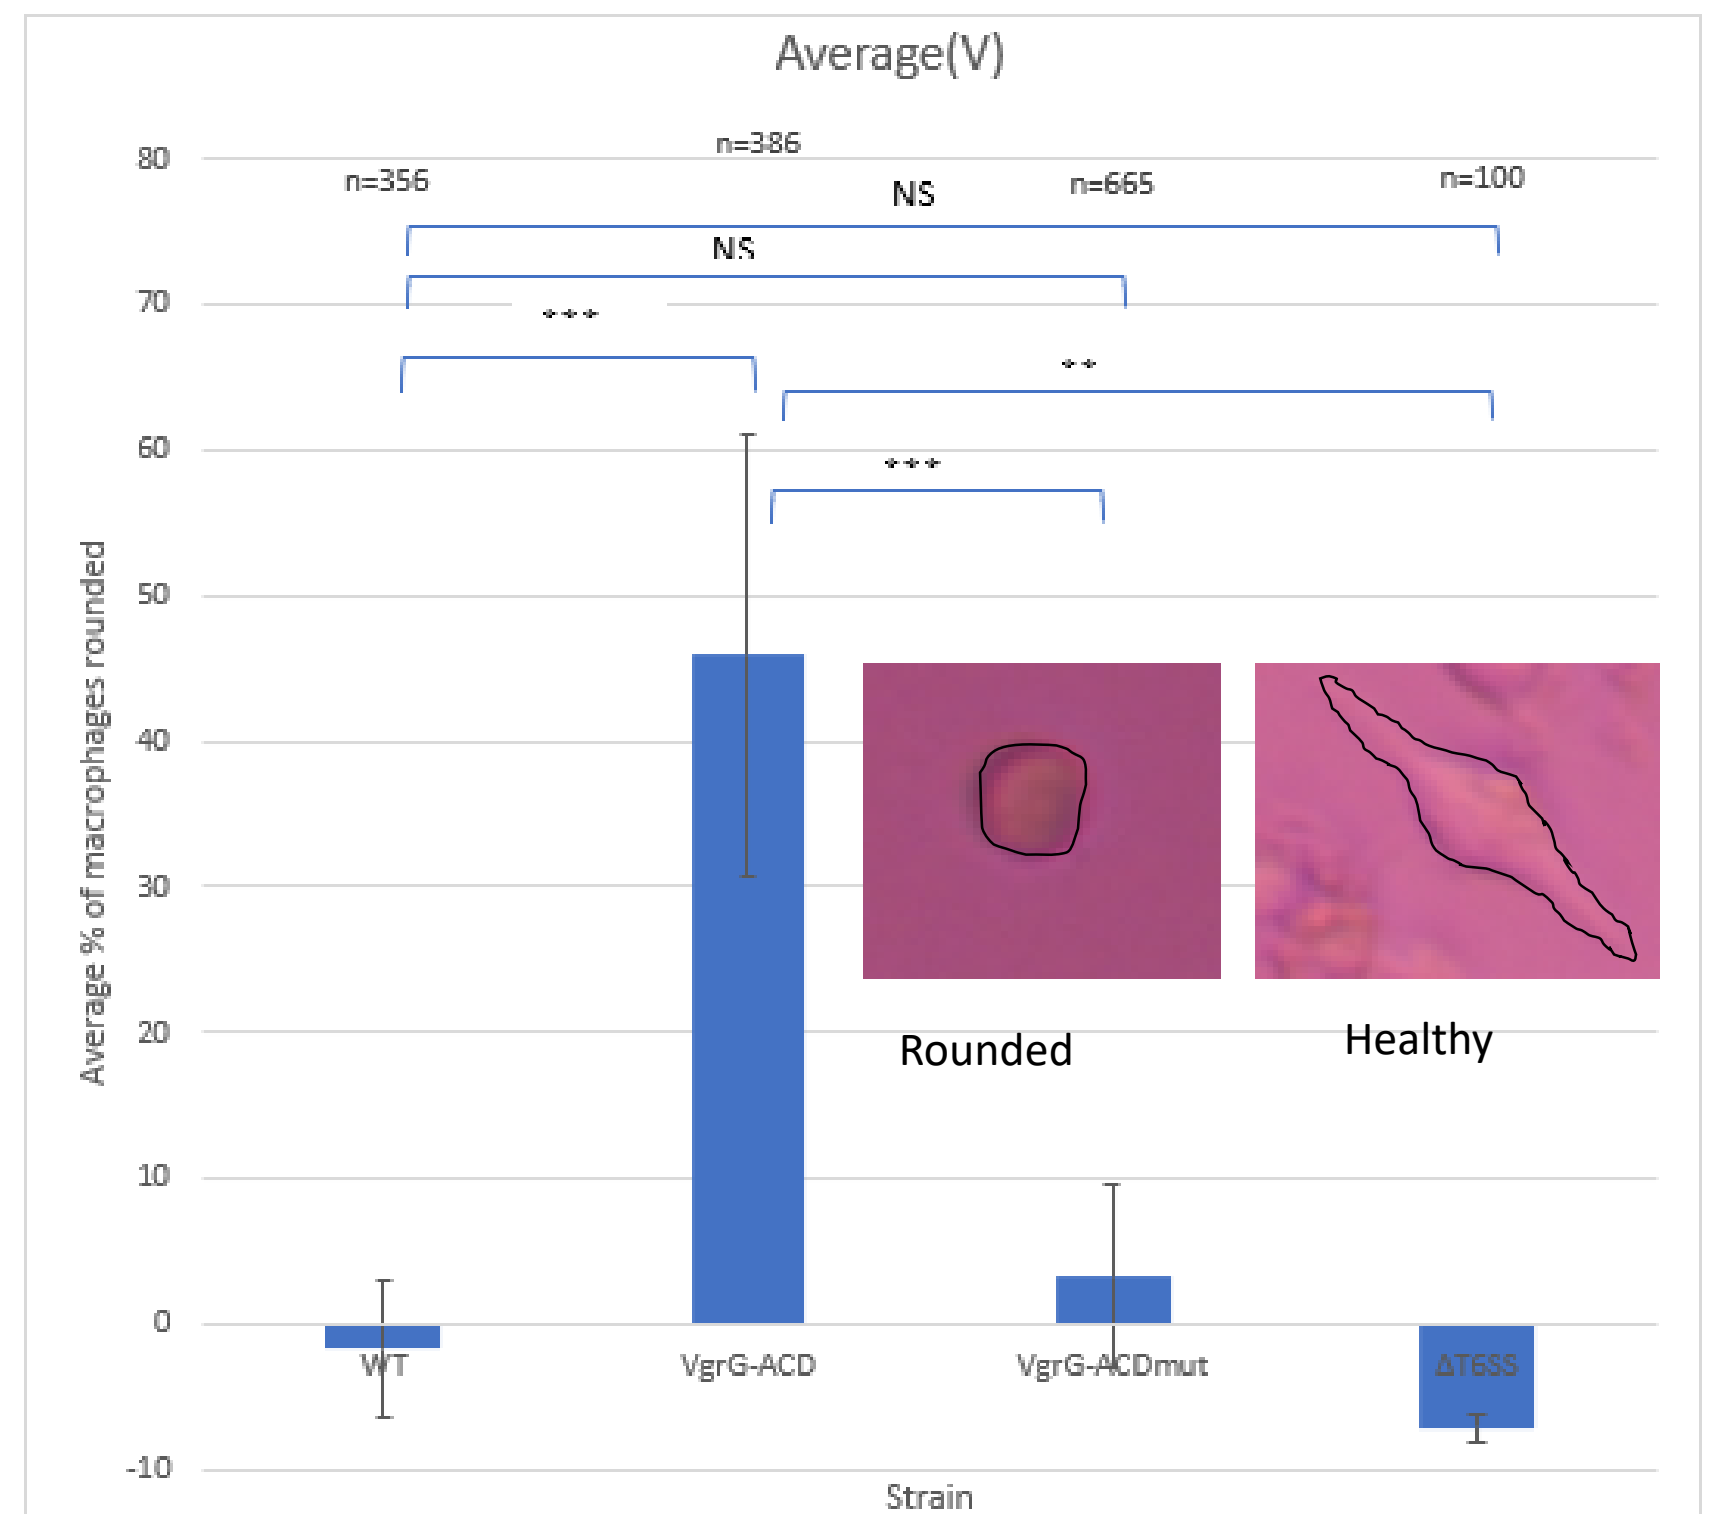 Average(V)
n=386
80
n=356
n=665
n=100
NS
NS
70
***
**
60
***
50
40
30
20
Rounded
Healthy
10
0
WT
VgrG-ACD
VgrG-ACDmut
ΔT6SS
-10
Strain
Average % of macrophages rounded